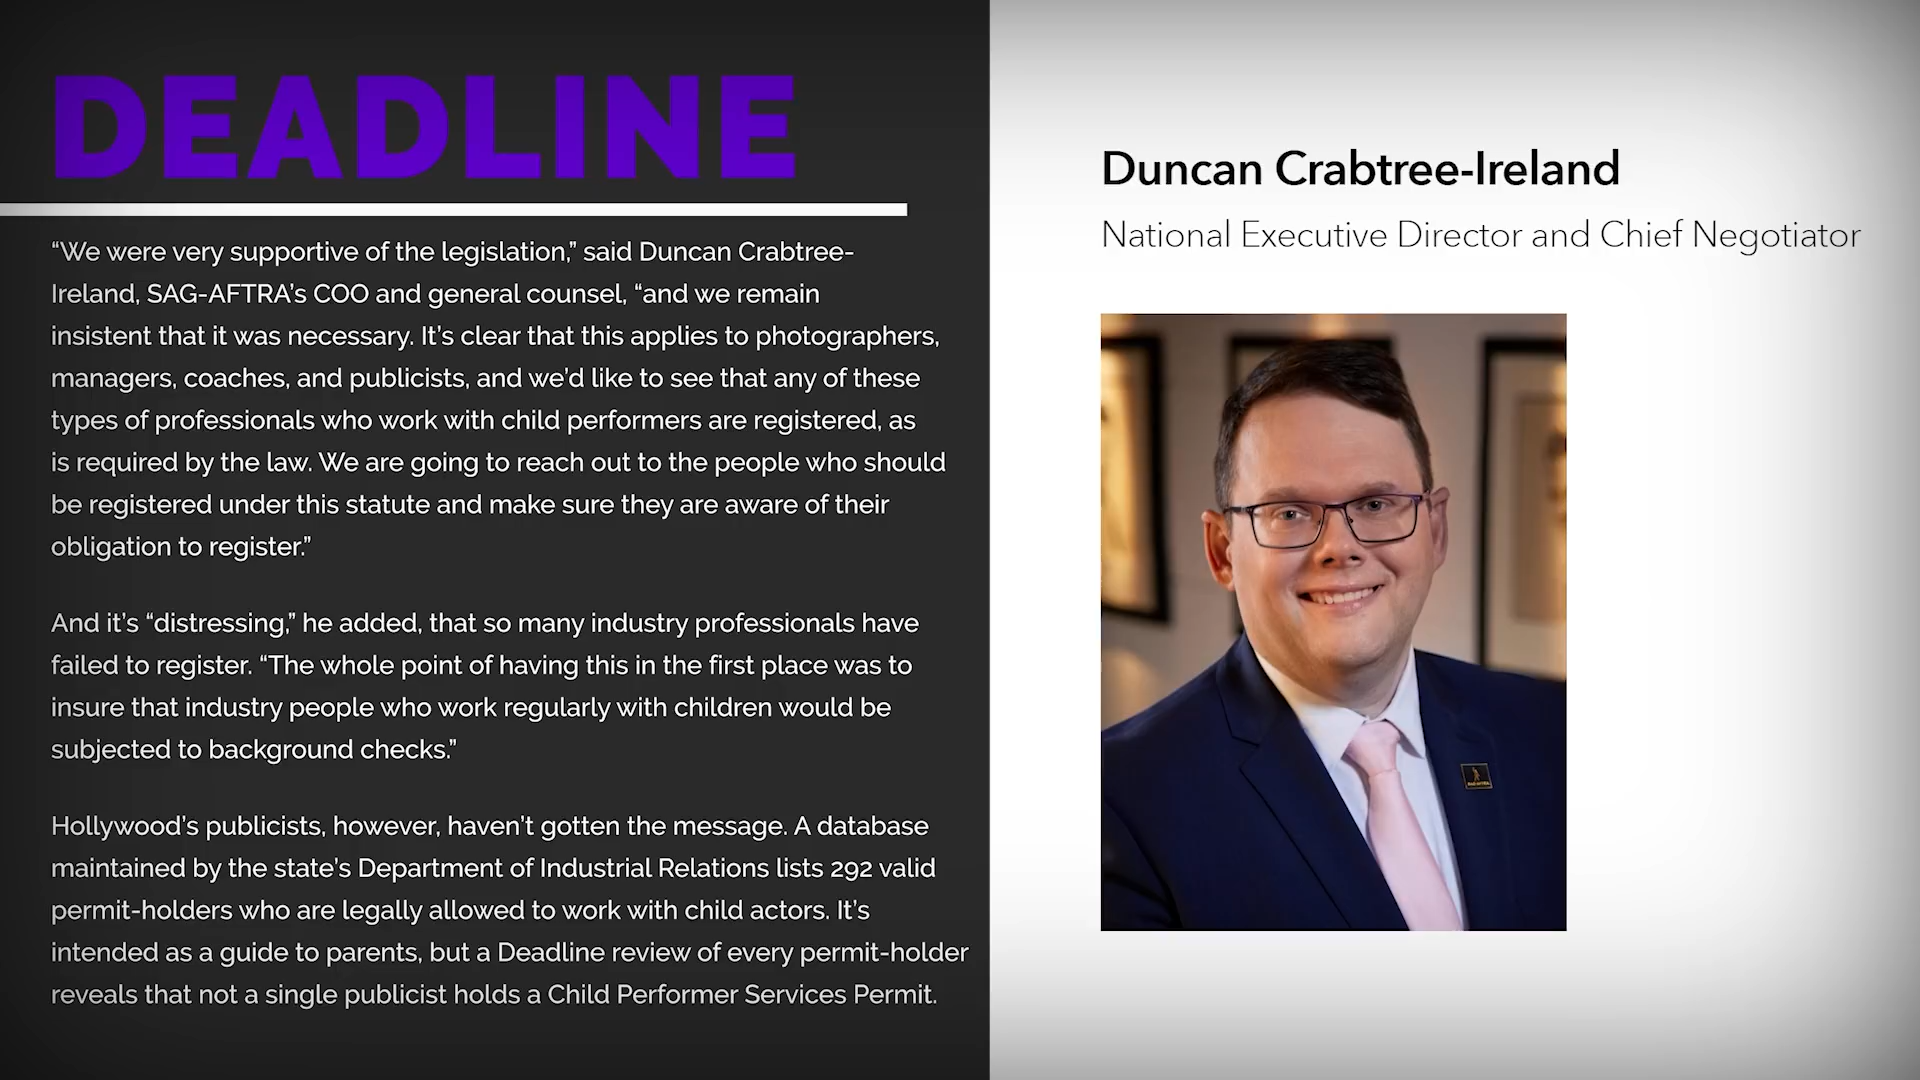 DEADLINE
“We were very supportive of the legislation,” said Duncan Crabtree-
Ireland, SAG-AFTRA’s COO and general counsel, “and we remain
insistent that it was necessary. It’s clear that this applies to photographers,
managers, coaches, and publicists, and we’d like to see that any of these
types of professionals who work with child performers are registered, as
is required by the law. We are going to reach out to the people who should
be registered under this statute and make sure they are aware of their
obligation to register.”
And it’s “distressing,” he added, that so many industry professionals have
failed to register. “The whole point of having this in the first place was to
insure that industry people who work regularly with children would be
subjected to background checks.”
Hollywood’s publicists, however, haven’t gotten the message. A database
maintained by the state’s Department of Industrial Relations lists 292 valid
permit-holders who are legally allowed to work with child actors. It’s
intended as a guide to parents, but a Deadline review of every permit-holder
reveals that not a single publicist holds a Child Performer Services Permit.
Duncan Crabtree-Ireland
National Executive Director and Chief Negotiator